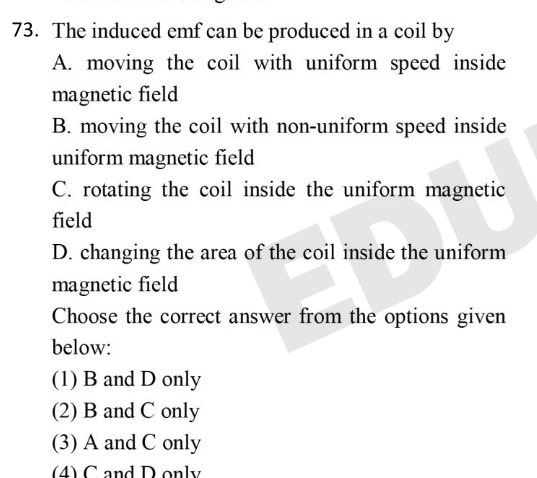 73. The induced emf can be produced in a coil by
A. moving the coil with uniform speed inside
magnetic field
B. moving the coil with non-uniform speed inside
uniform magnetic field
C. rotating the coil inside the uniform magnetic
field
D. changing the area of the coil inside the uniform
magnetic field
Choose the correct answer from the options given
below:
(1) B and D only
(2) B and C only
(3) A and C only
(4) C and D only
EDU